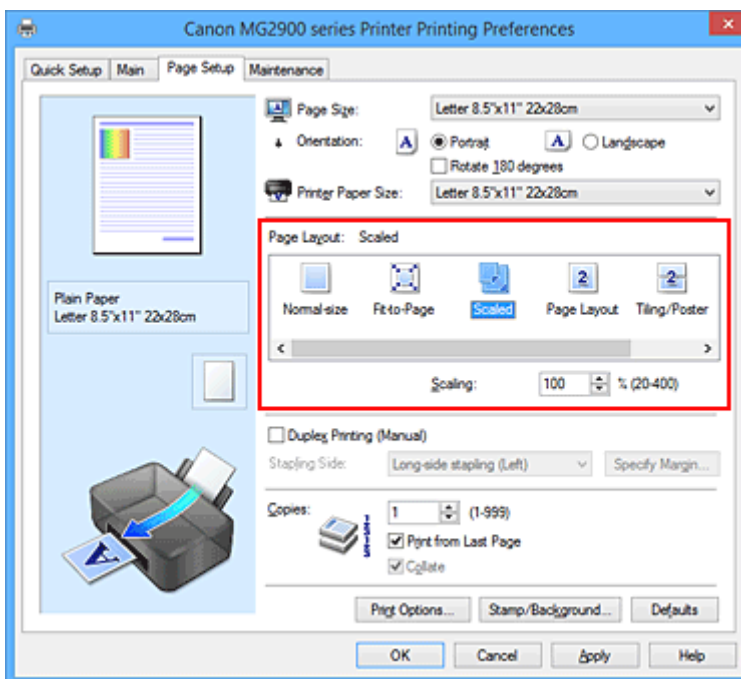 Canon MG2900 series Printer Printing Preferences
Quick Setup Main Page Setup Maintenance
Page Size: Letter 8.5"x11" 22x28cm
Orientation: A Portrait A Landscape
Rotate 180 degrees
Printer Paper Size: Letter 8.5"x11" 22x28cm
Page Layout: Scaled
Normal-size Fit-to-Page Scaled Page Layout Tiling/Poster
Scaling: 100 % (20-400)
Plain Paper
Letter 8.5"x11" 22x28cm
Duplex Printing (Manual)
Stapling Side: Long-side stapling (Left) Specify Margin...
Copies: 1 (1-999)
Print from Last Page
Collate
Print Options... Stamp/Background... Defaults
OK Cancel Apply Help